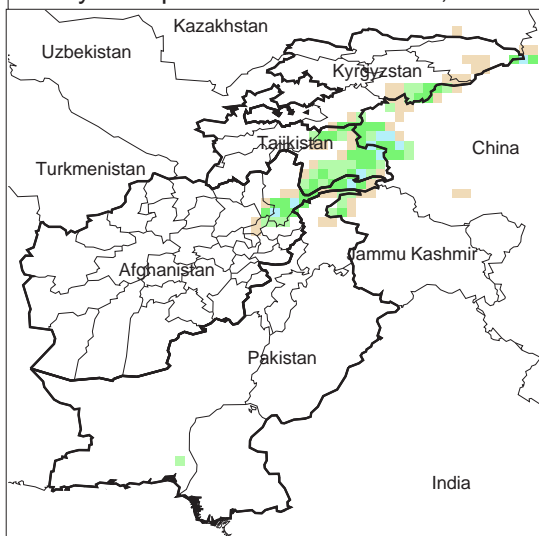 Kazakhstan
Uzbekistan
Kyrgyzstan
Tajikistan
China
Turkmenistan
Jammu Kashmir
Afghanistan
Pakistan
India